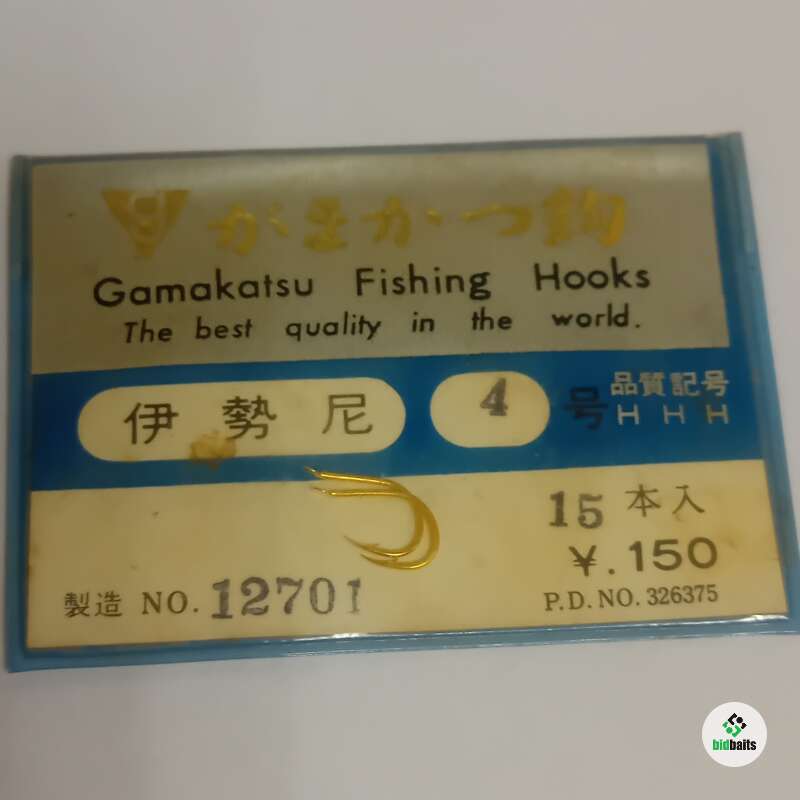 がまかつ鈎
Gamakatsu Fishing Hooks
The best quality in the world.
伊勢尼 4 号 品質記号
H H H
15 本入
¥.150
製造 NO. 12701
P.D. NO. 326375
bidbaits